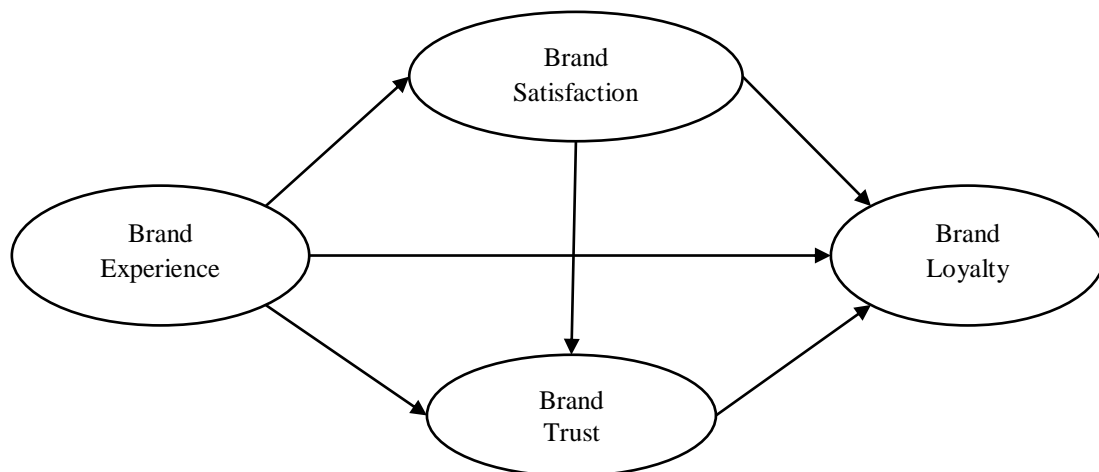 Brand
Satisfaction
Brand
Experience
Brand
Loyalty
Brand
Trust